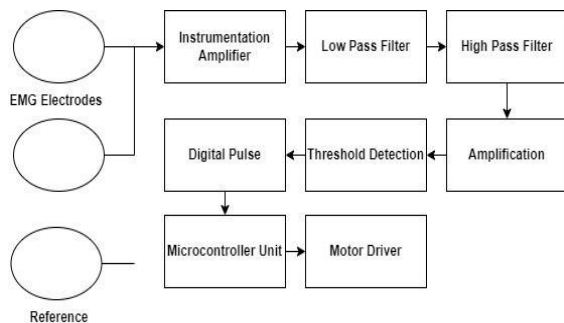 Instrumentation
Amplifier
Low Pass Filter
High Pass Filter
EMG Electrodes
Digital Pulse
Threshold Detection
Amplification
Microcontroller Unit
Motor Driver
Reference